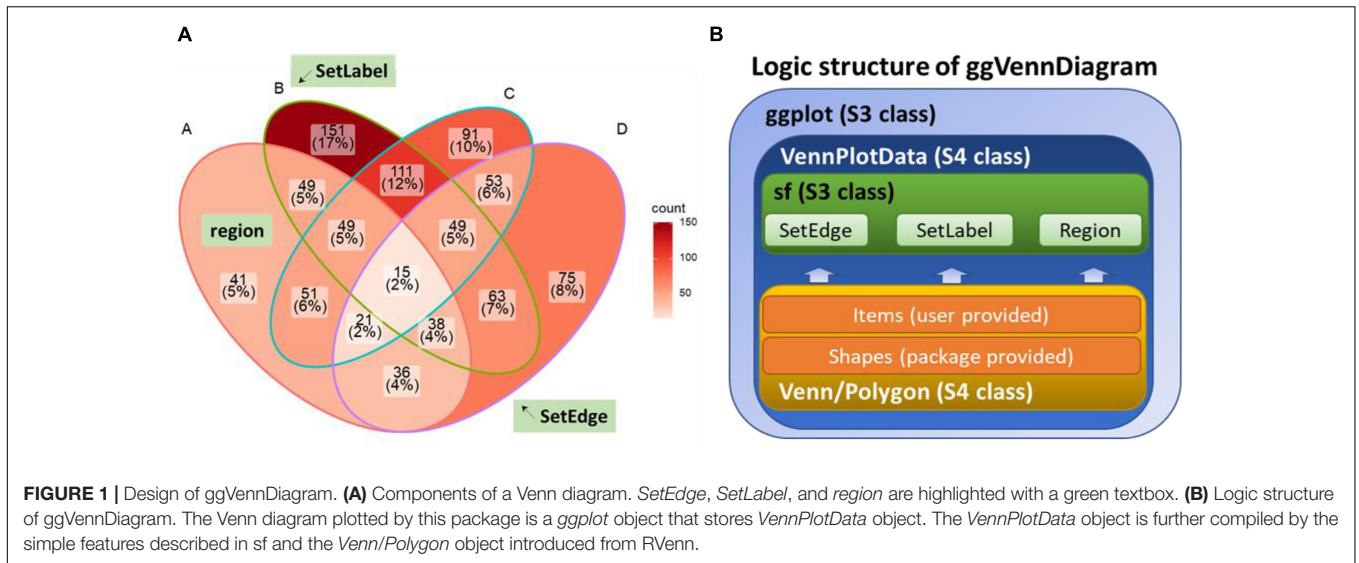 A
SetLabel
B
C
A
D
151
(17%)
91
(10%)
111
(12%)
49
(5%)
53
(6%)
region
49
(5%)
49
(5%)
15
(2%)
41
(5%)
51
(6%)
63
(7%)
75
(8%)
21
(2%)
38
(4%)
36
(4%)
SetEdge
count
150
100
50
B
Logic structure of ggVennDiagram
ggplot (S3 class)
VennPlotData (S4 class)
sf (S3 class)
SetEdge
SetLabel
Region
Items (user provided)
Shapes (package provided)
Venn/Polygon (S4 class)
FIGURE 1 | Design of ggVennDiagram. (A) Components of a Venn diagram. SetEdge, SetLabel, and region are highlighted with a green textbox. (B) Logic structure
of ggVennDiagram. The Venn diagram plotted by this package is a ggplot object that stores VennPlotData object. The VennPlotData object is further compiled by the
simple features described in sf and the Venn/Polygon object introduced from RVenn.